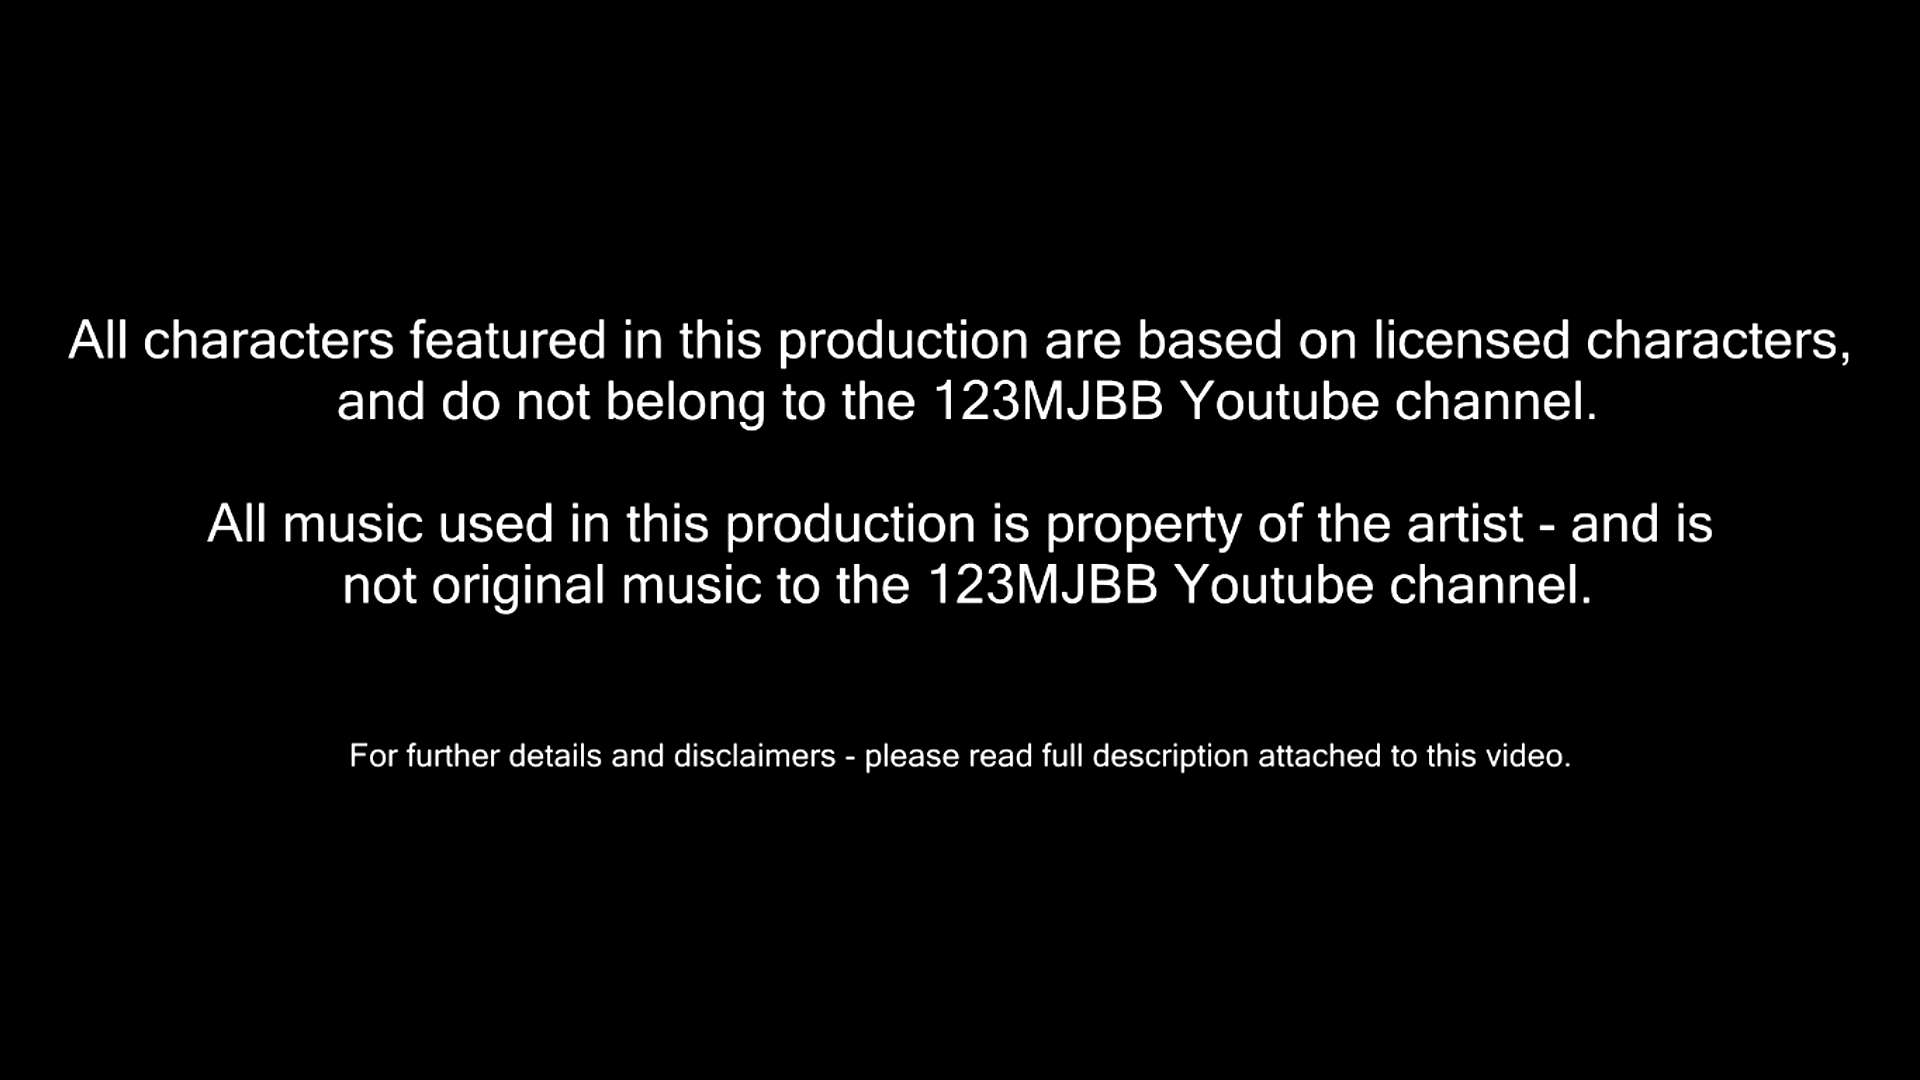 All characters featured in this production are based on licensed characters,
and do not belong to the 123MJBB Youtube channel.
All music used in this production is property of the artist - and is
not original music to the 123MJBB Youtube channel.
For further details and disclaimers - please read full description attached to this video.